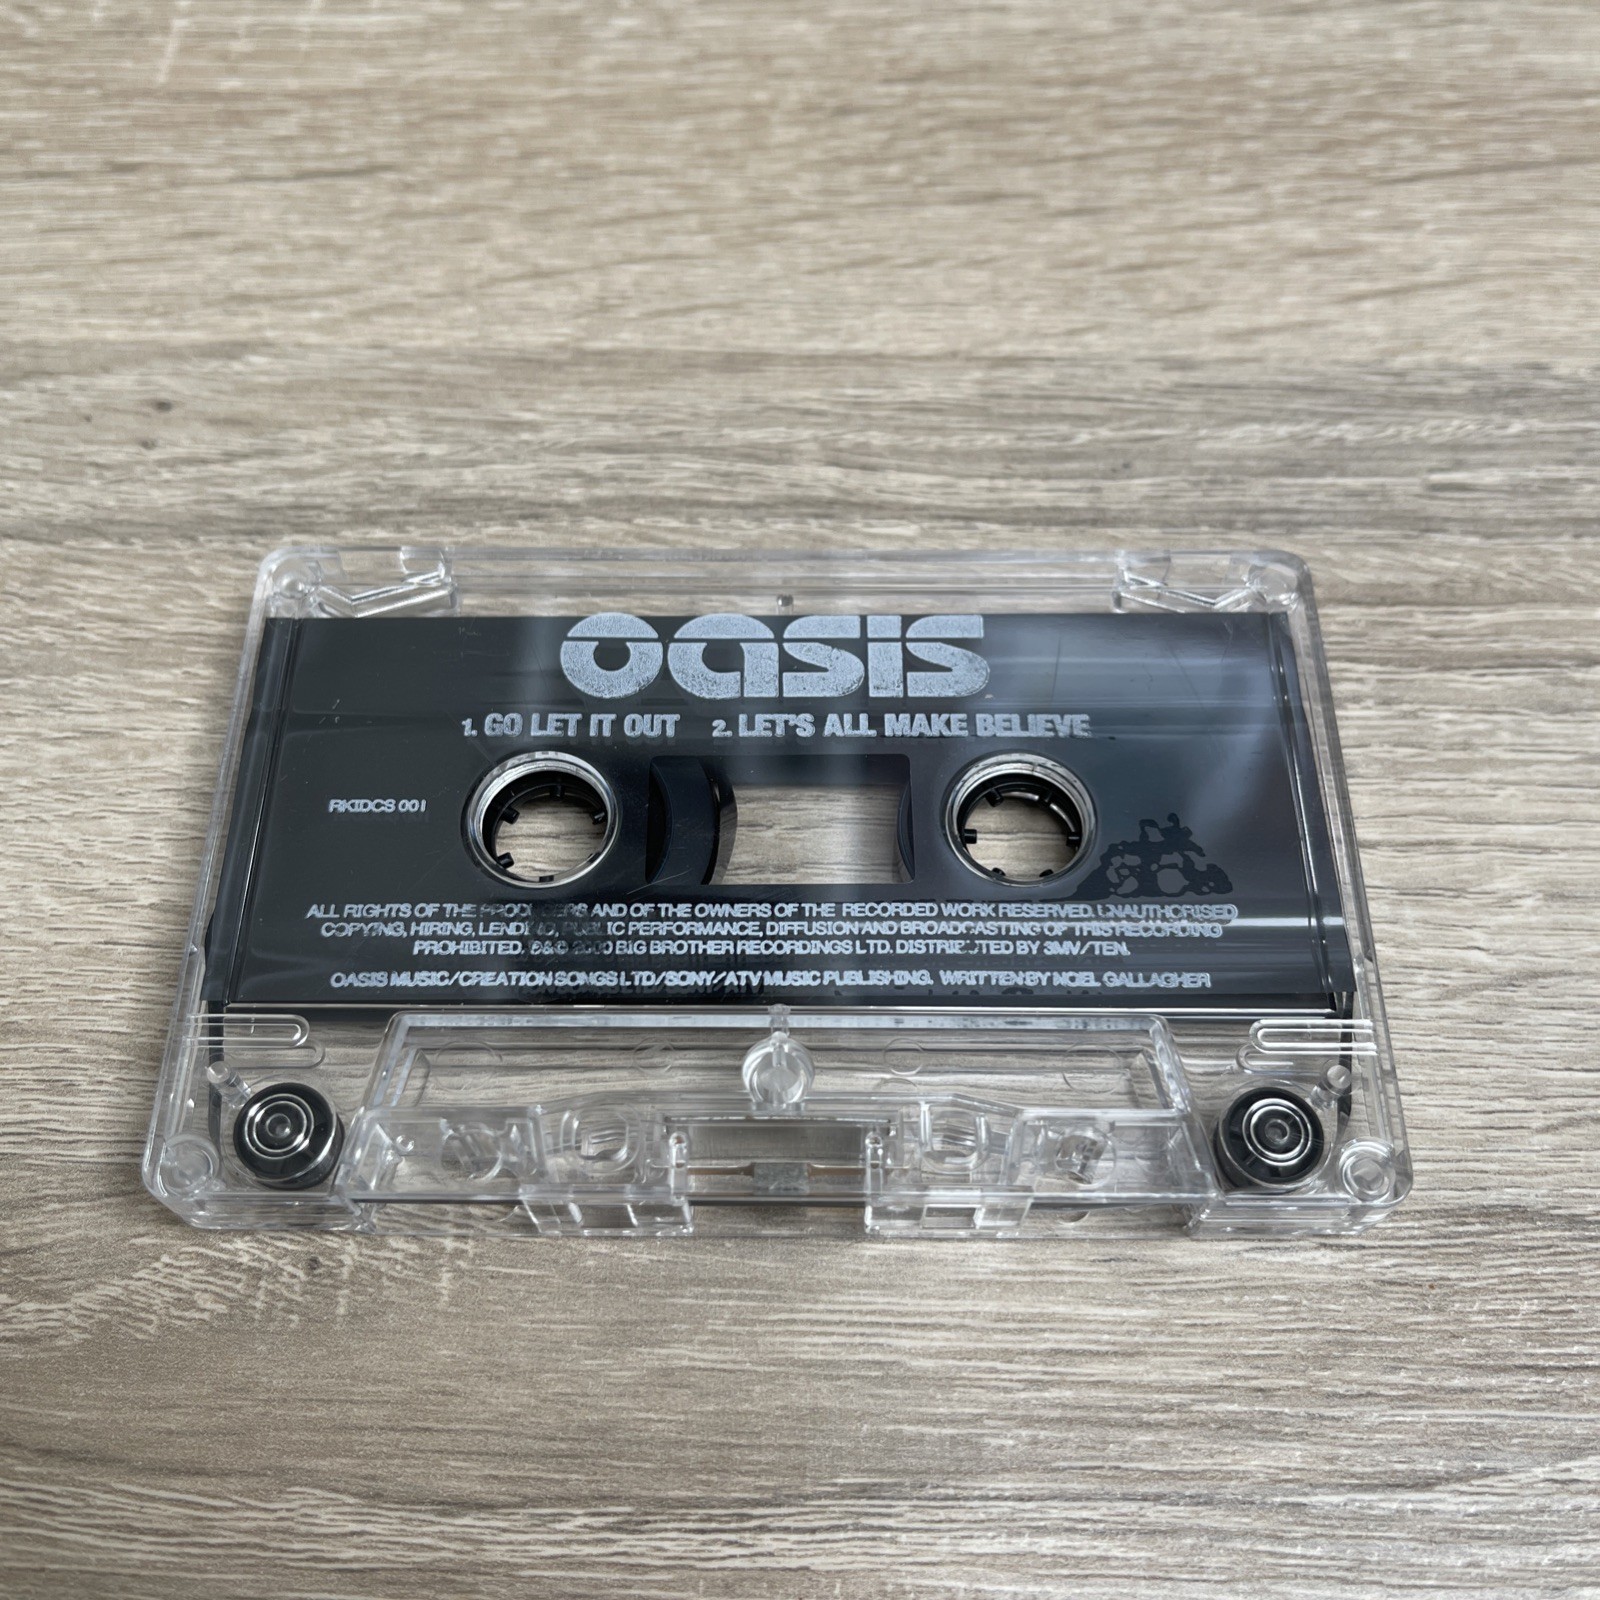 oasis
1. GO LET IT OUT 2. LET'S ALL MAKE BELIEVE
RKIDCS 001
ALL RIGHTS OF THE PRODUCERS AND OF THE OWNERS OF THE RECORDED WORK RESERVED. UNAUTHORISED
COPYING, HIRING, LENDING, PUBLIC PERFORMANCE, DIFFUSION AND BROADCASTING OF THIS RECORDING
PROHIBITED. P&© 2000 BIG BROTHER RECORDINGS LTD. DISTRIBUTED BY 3MV/TEN.
OASIS MUSIC/CREATION SONGS LTD/SONY/ATV MUSIC PUBLISHING. WRITTEN BY NOEL GALLAGHER